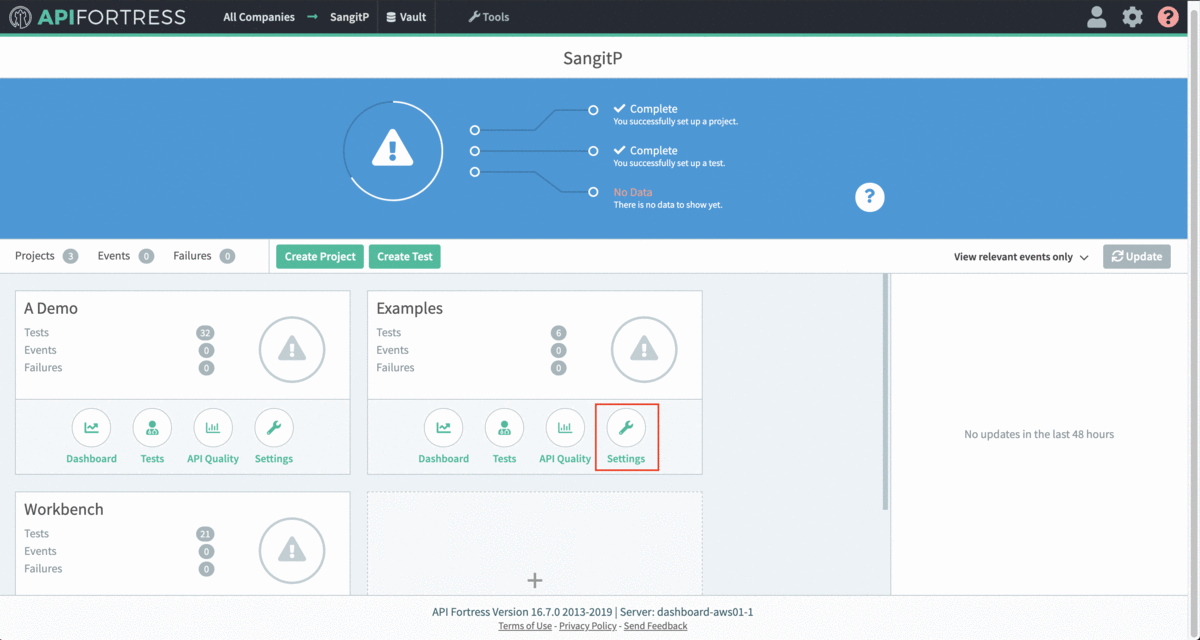 APIFORTRESS All Companies → SangitP Vault Tools ?
SangitP
Complete
You successfully set up a project.
Complete
You successfully set up a test.
No Data
There is no data to show yet.
?
Projects 3 Events 0 Failures 0 Create Project Create Test View relevant events only Update
A Demo
Tests 32
Events 0
Failures 0
Dashboard Tests API Quality Settings
Examples
Tests 6
Events 0
Failures 0
Dashboard Tests API Quality Settings
No updates in the last 48 hours
Workbench
Tests 21
Events 0
Failures 0
+
API Fortress Version 16.7.0 2013-2019 | Server: dashboard-aws01-1
Terms of Use - Privacy Policy - Send Feedback